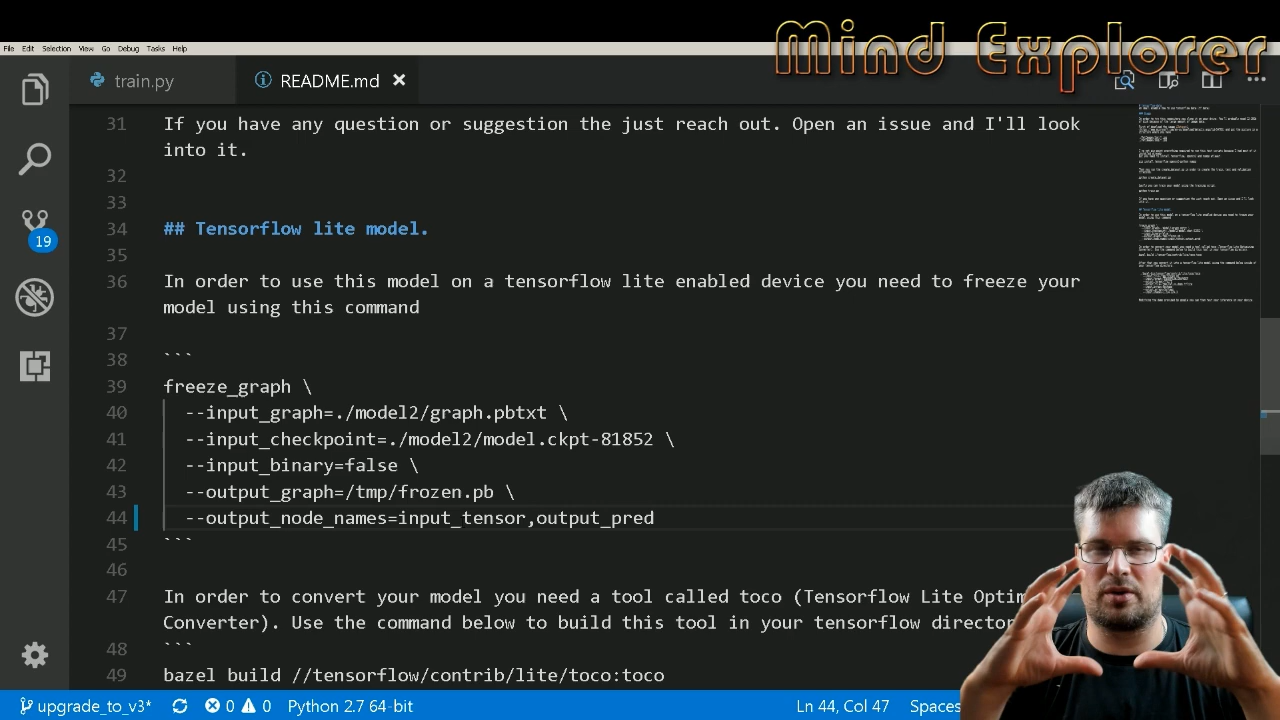 Mind Explorer
File Edit Selection View Go Debug Tasks Help
train.py
README.md
31 If you have any question or suggestion the just reach out. Open an issue and I'll look
into it.
32
33
34 ## Tensorflow lite model.
35
36 In order to use this model on a tensorflow lite enabled device you need to freeze your
model using this command
37
38 ```
39 freeze_graph \
40 --input_graph=./model2/graph.pbtxt \
41 --input_checkpoint=./model2/model.ckpt-81852 \
42 --input_binary=false \
43 --output_graph=/tmp/frozen.pb \
44 --output_node_names=input_tensor,output_pred
45 ```
46
47 In order to convert your model you need a tool called toco (Tensorflow Lite Optim
Converter). Use the command below to build this tool in your tensorflow director
48 ```
49 bazel build //tensorflow/contrib/lite/toco:toco
19
upgrade_to_v3* 0 0 Python 2.7 64-bit Ln 44, Col 47 Spaces